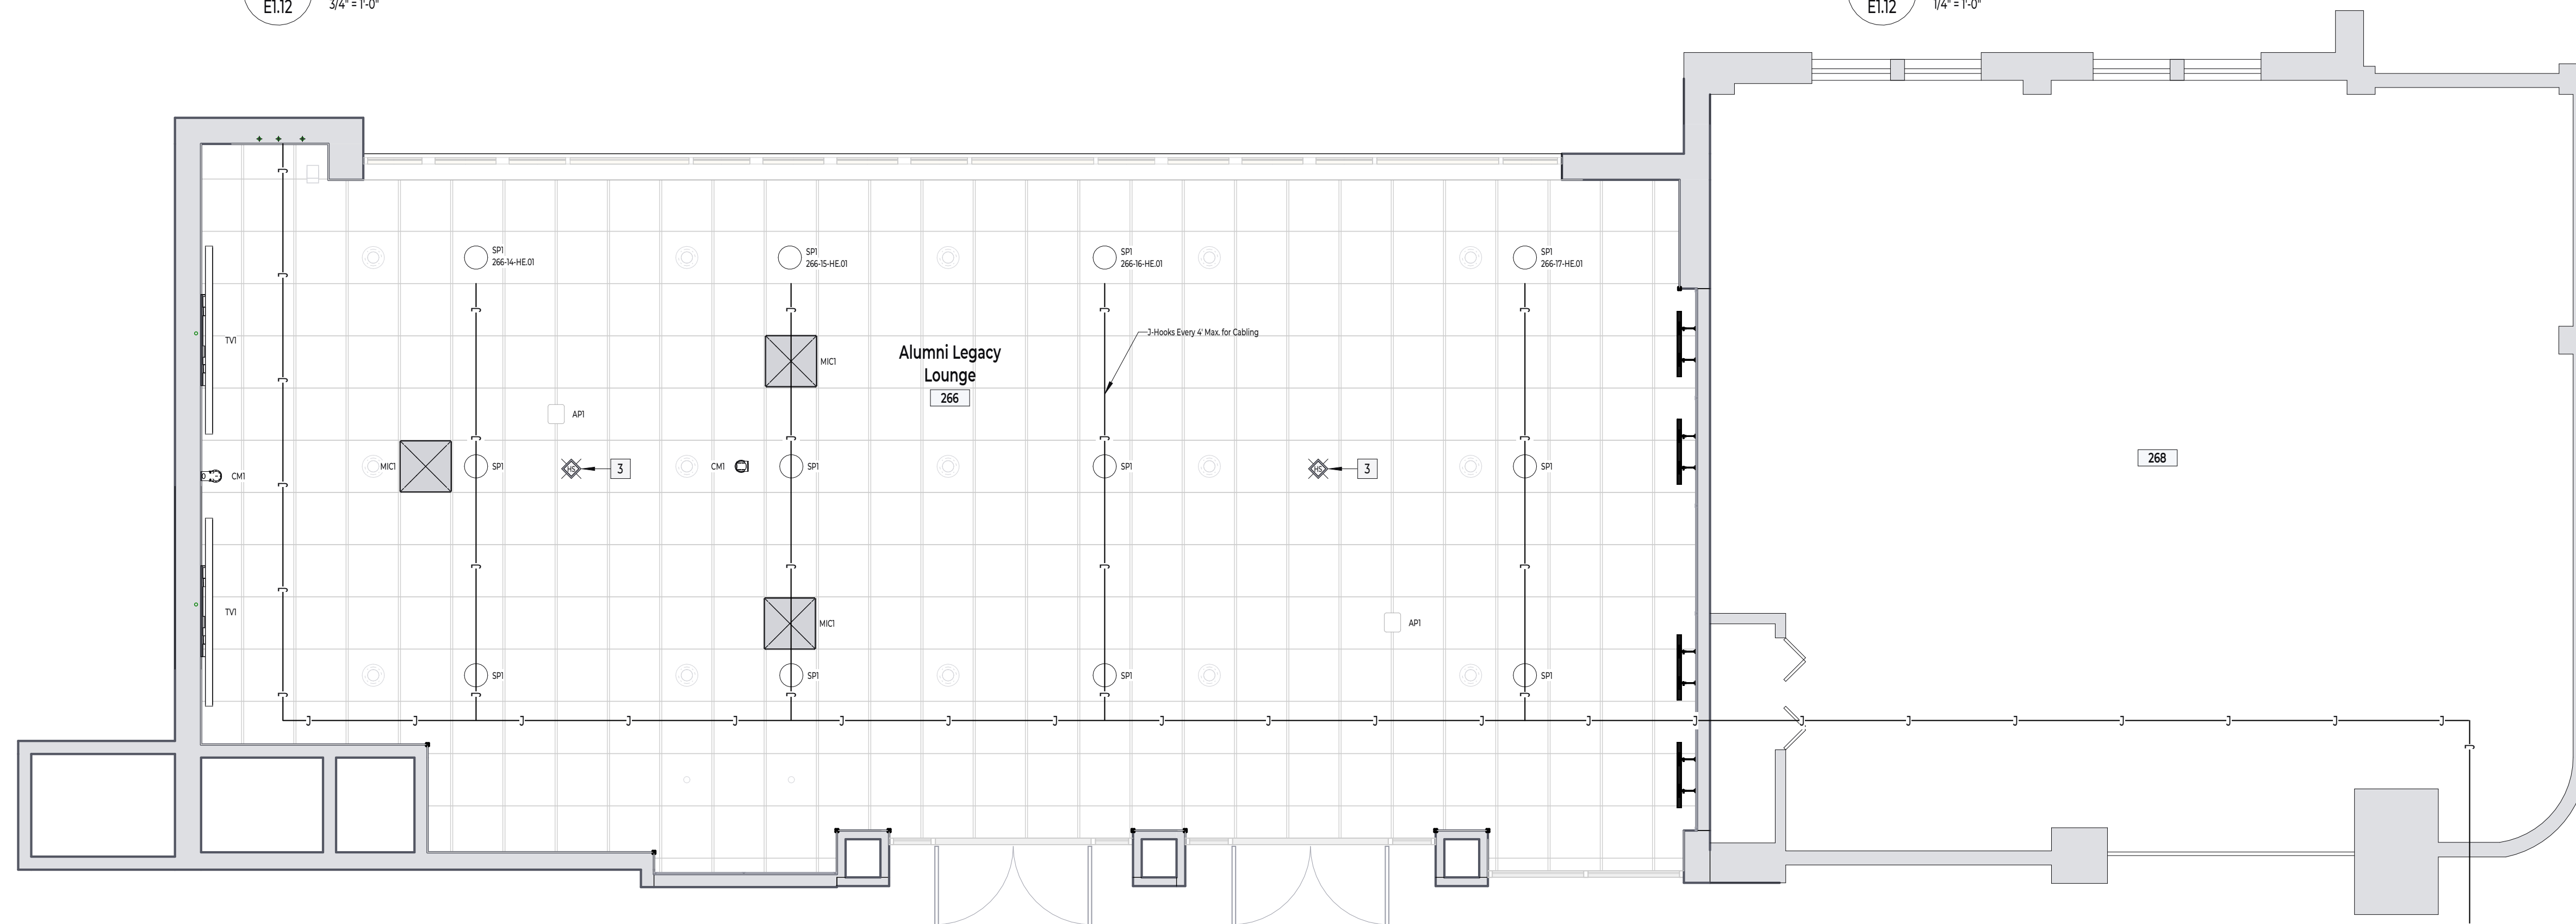 E1.12
3/4" = 1'-0"
E1.12
1/4" = 1'-0"
SP1
266-14-HE.01
SP1
266-15-HE.01
SP1
266-16-HE.01
SP1
266-17-HE.01
J-Hooks Every 4' Max. for Cabling
TV1
MIC1
Alumni Legacy
Lounge
266
AP1
MIC1
SP1
HS
3
CM1
SP1
SP1
HS
3
SP1
268
CM1
TV1
MIC1
AP1
SP1
SP1
SP1
SP1